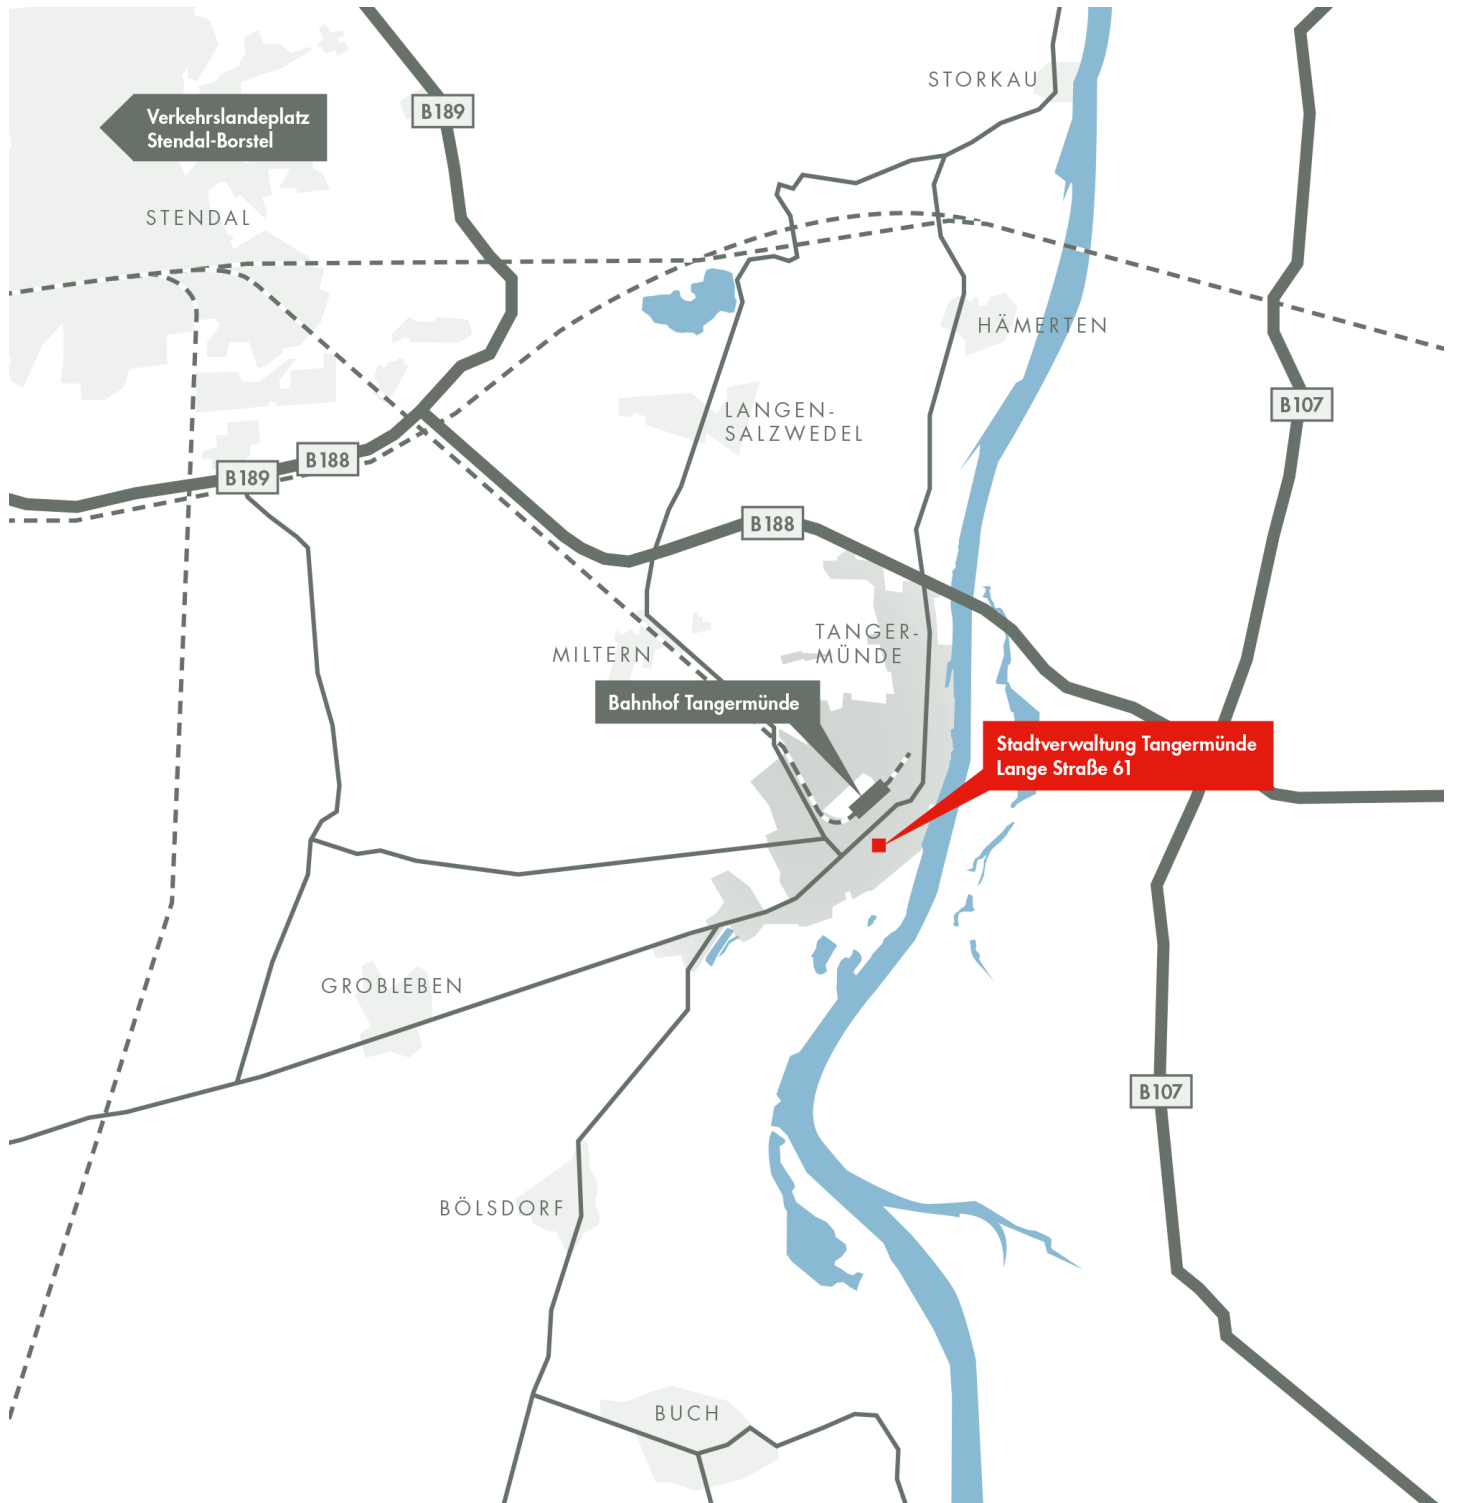 STORKAU
B189
Verkehrslandeplatz
Stendal-Borstel
STENDAL
HÄMERTEN
B107
LANGEN-
SALZWEDEL
B188
B189
B188
TANGER-
MÜNDE
MILTERN
Bahnhof Tangermünde
Stadtverwaltung Tangermünde
Lange Straße 61
GROBLEBEN
B107
BÖLSDORF
BUCH